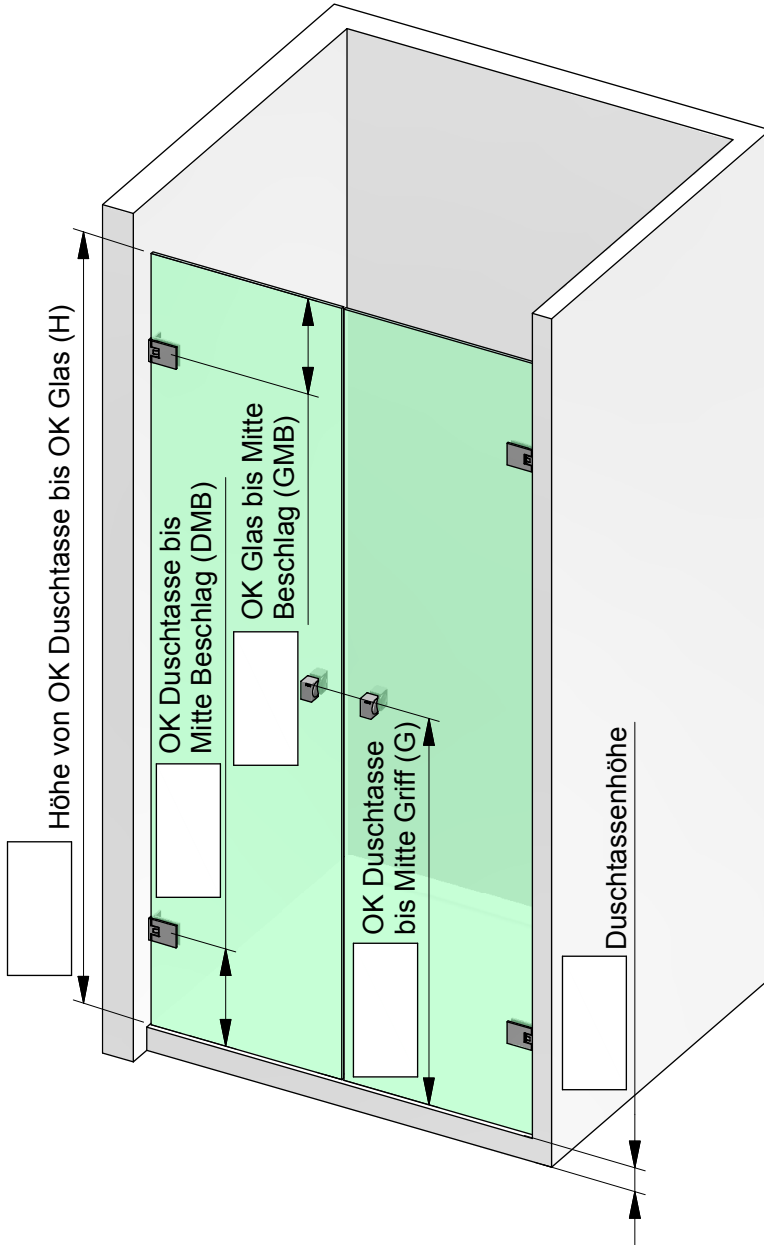 Höhe von OK Duschtasse bis OK Glas (H)
OK Duschtasse bis
Mitte Beschlag (DMB)
OK Glas bis Mitte
Beschlag (GMB)
OK Duschtasse
bis Mitte Griff (G)
Duschtassenhöhe